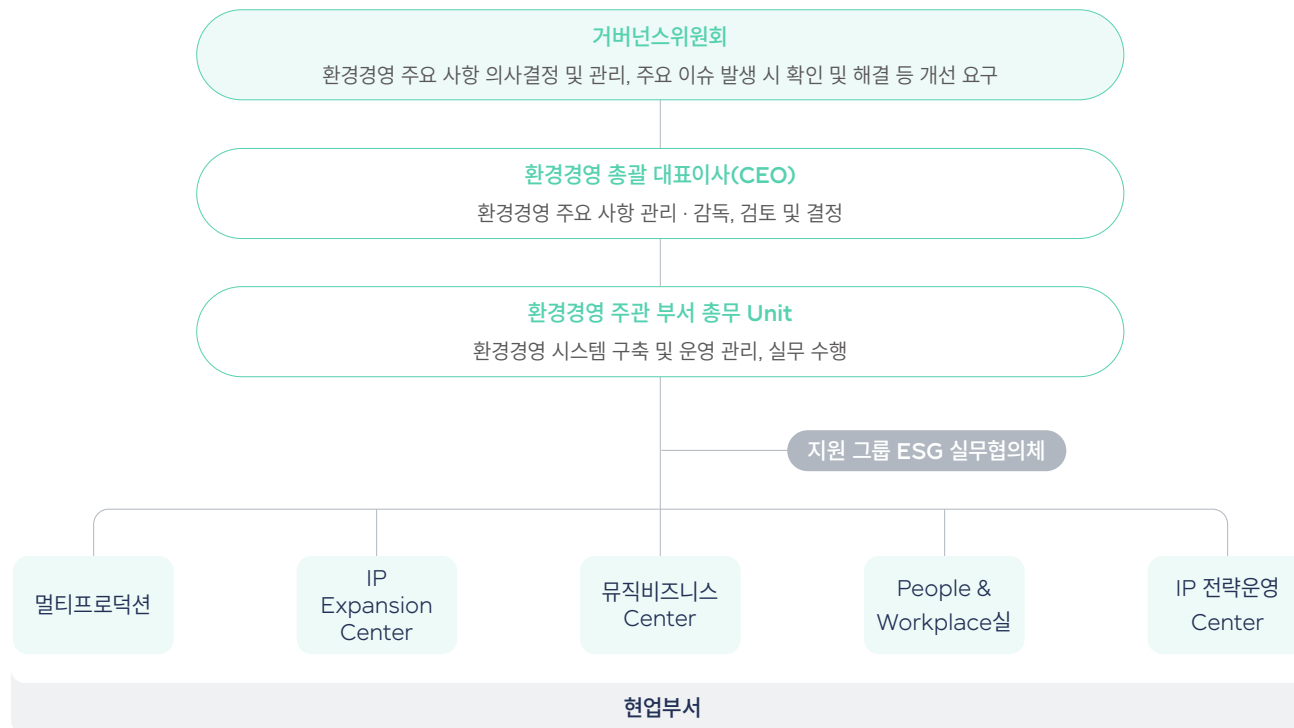 거버넌스위원회
환경경영 주요 사항 의사결정 및 관리, 주요 이슈 발생 시 확인 및 해결 등 개선 요구
환경경영 총괄 대표이사(CEO)
환경경영 주요 사항 관리 · 감독, 검토 및 결정
환경경영 주관 부서 총무 Unit
환경경영 시스템 구축 및 운영 관리, 실무 수행
지원 그룹 ESG 실무협의체
멀티프로덕션
IP
Expansion
Center
뮤직비즈니스
Center
People &
Workplace실
IP 전략운영
Center
현업부서